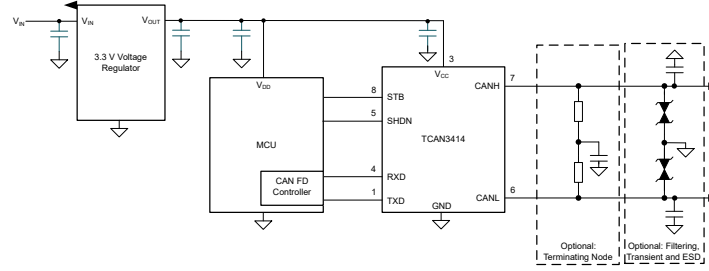 VIN
VIN
VOUT
3.3 V Voltage
Regulator
VDD
MCU
CAN FD
Controller
8
5
4
1
3
VCC
STB
SHDN
TCAN3414
RXD
TXD
GND
CANH
CANL
7
6
Optional:
Terminating Node
Optional: Filtering,
Transient and ESD